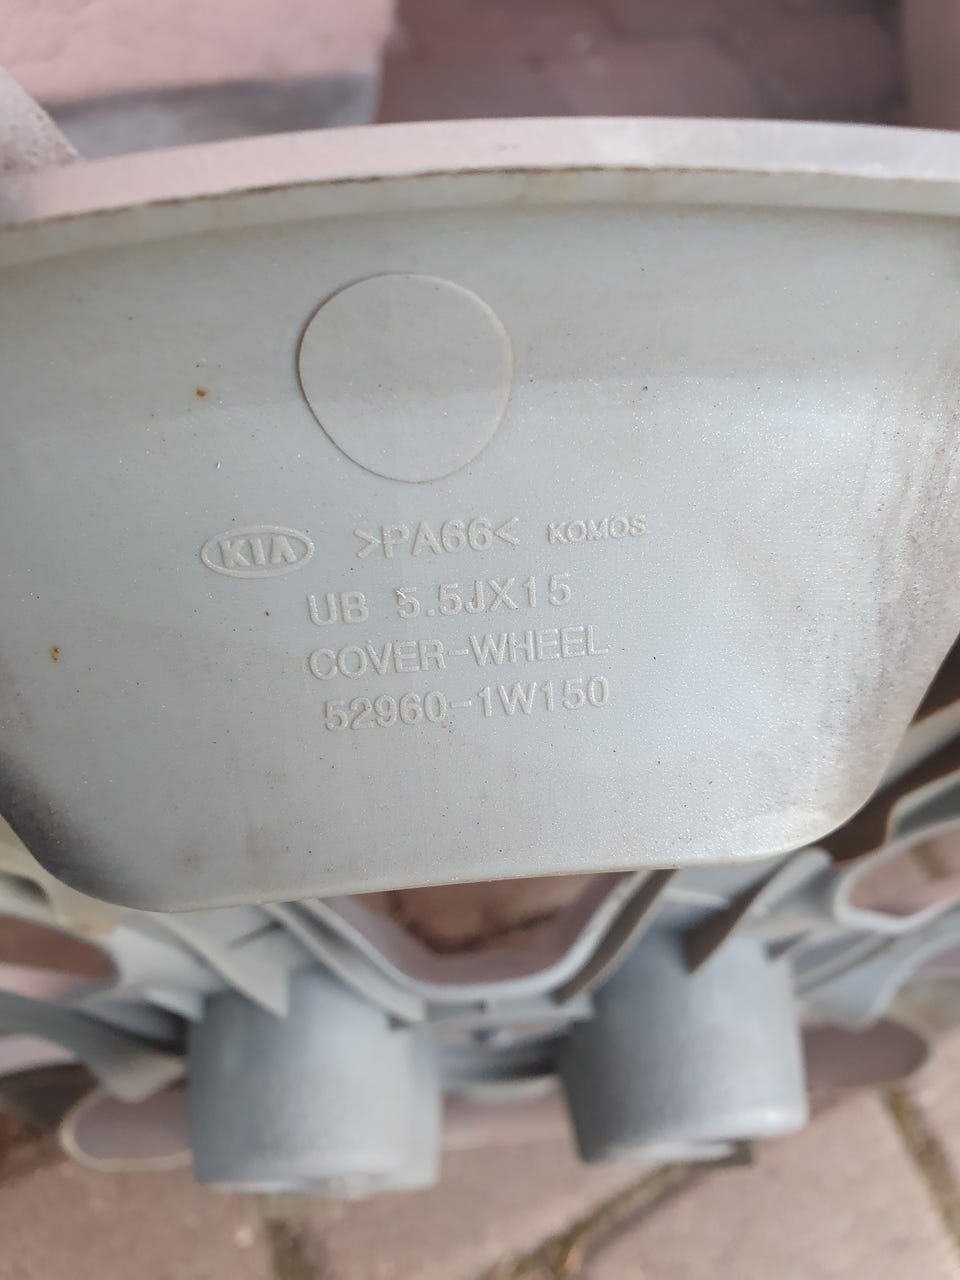 KIA >PA66< KOMOS
UB 5.5JX15
COVER-WHEEL
52960-1W150